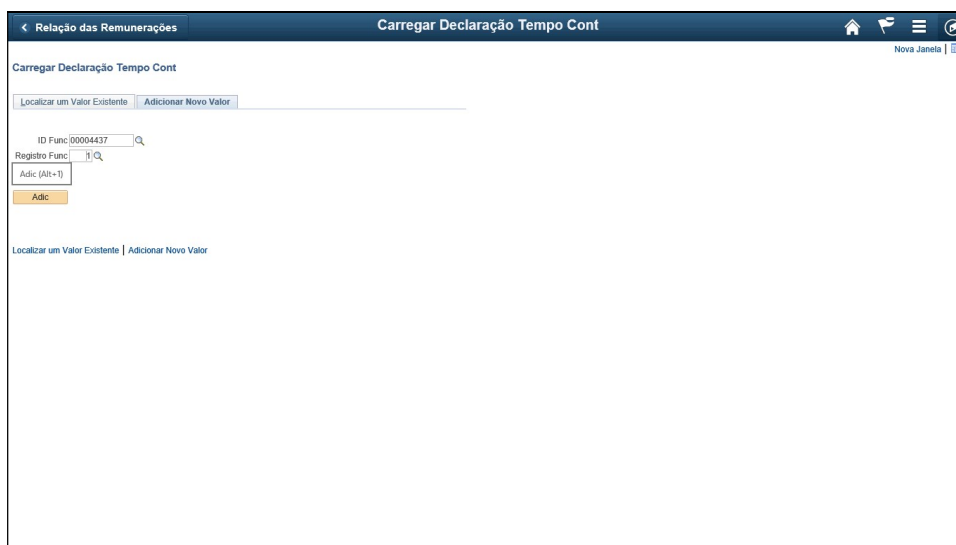 Relação das Remunerações
Carregar Declaração Tempo Cont
Nova Janela |
Carregar Declaração Tempo Cont
Localizar um Valor Existente
Adicionar Novo Valor
ID Func 00004437
Registro Func 1
Adic (Alt+1)
Adic
Localizar um Valor Existente | Adicionar Novo Valor